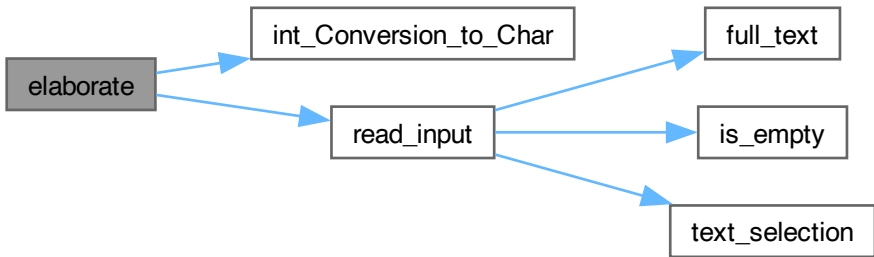 elaborate
int_Conversion_to_Char
read_input
full_text
is_empty
text_selection